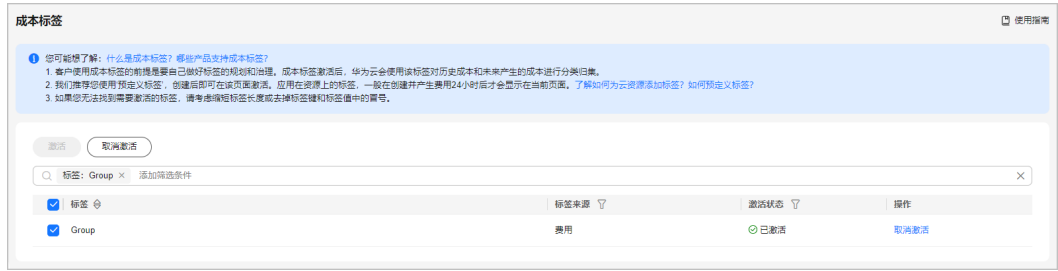 成本标签
使用指南
您可能想了解：什么是成本标签？哪些产品支持成本标签？
1. 客户使用成本标签的前提是要自己做好标签的规划和治理。成本标签激活后，华为云会使用该标签对历史成本和未来产生的成本进行分类归集。
2. 我们推荐您使用'预定义标签'，创建后即可在该页面激活。应用在资源上的标签，一般在创建并产生费用24小时后才会显示在当前页面。了解如何为云资源添加标签？如何预定义标签？
3. 如果您无法找到需要激活的标签，请考虑缩短标签长度或去掉标签键和标签值中的冒号。
激活 取消激活
标签：Group × 添加筛选条件
标签 标签来源 激活状态 操作
Group 费用 已激活 取消激活